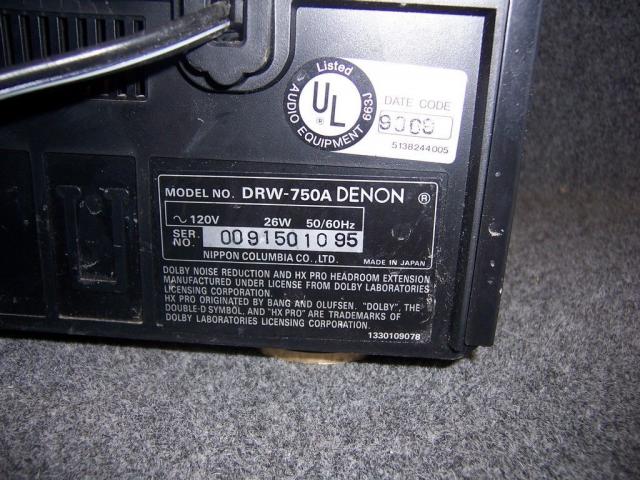 Listed
UL
®
AUDIO EQUIPMENT 663J
DATE CODE
9008
5138244005
MODEL NO. DRW-750A DENON ®
∿ 120V 26W 50/60Hz
SER. NO. 0091501095
NIPPON COLUMBIA CO.,LTD. MADE IN JAPAN
DOLBY NOISE REDUCTION AND HX PRO HEADROOM EXTENSION
MANUFACTURED UNDER LICENSE FROM DOLBY LABORATORIES
LICENSING CORPORATION.
HX PRO ORIGINATED BY BANG AND OLUFSEN. "DOLBY", THE
DOUBLE-D SYMBOL, AND "HX PRO" ARE TRADEMARKS OF
DOLBY LABORATORIES LICENSING CORPORATION.
1330109078